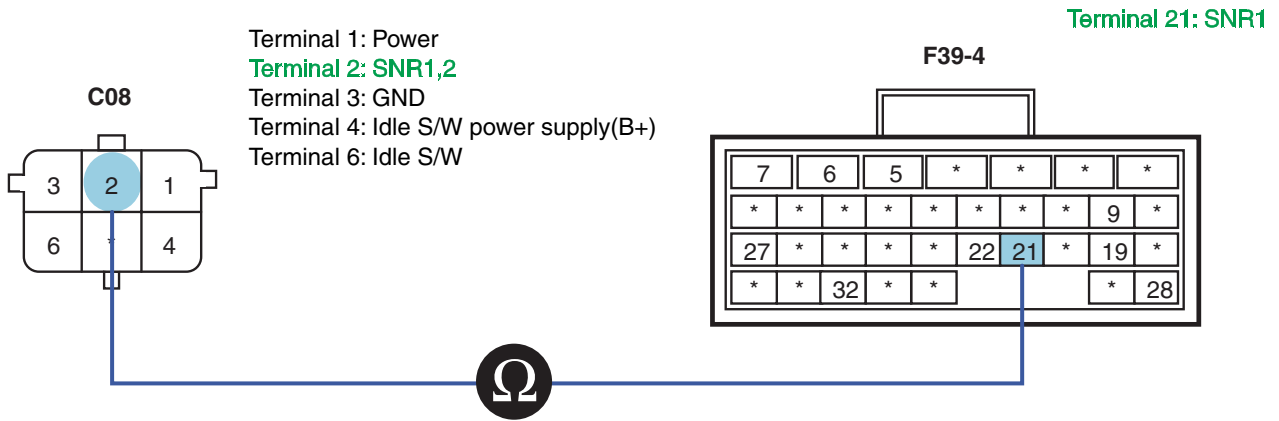 Terminal 21: SNR1
Terminal 1: Power
Terminal 2: SNR1,2
Terminal 3: GND
Terminal 4: Idle S/W power supply(B+)
Terminal 6: Idle S/W
C08
3 2 1
6 * 4
F39-4
7 6 5 * * * *
* * * * * * * * 9 *
27 * * * * 22 21 * 19 *
* * 32 * * * 28
Ω